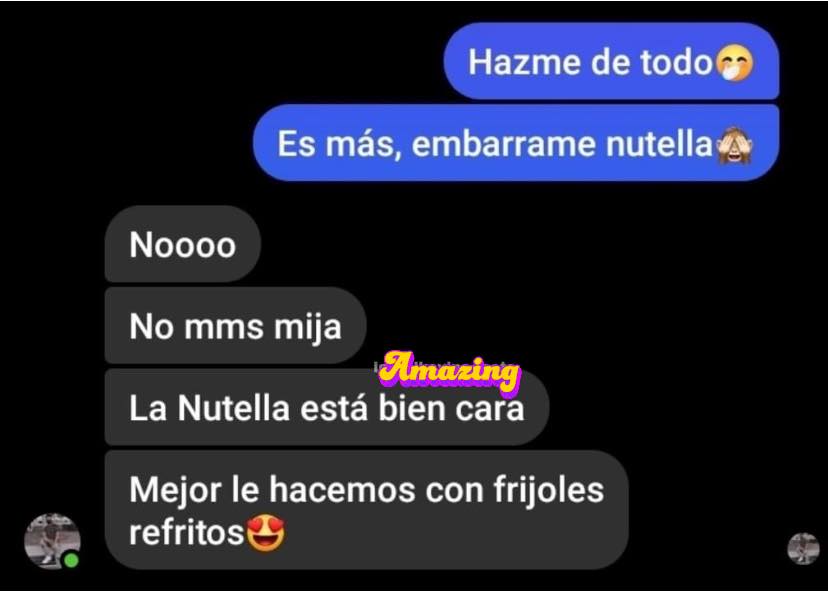 Hazme de todo🤭
Es más, embarrame nutella🙈
Noooo
No mms mija
Amazing
La Nutella está bien cara
Mejor le hacemos con frijoles
refritos😍